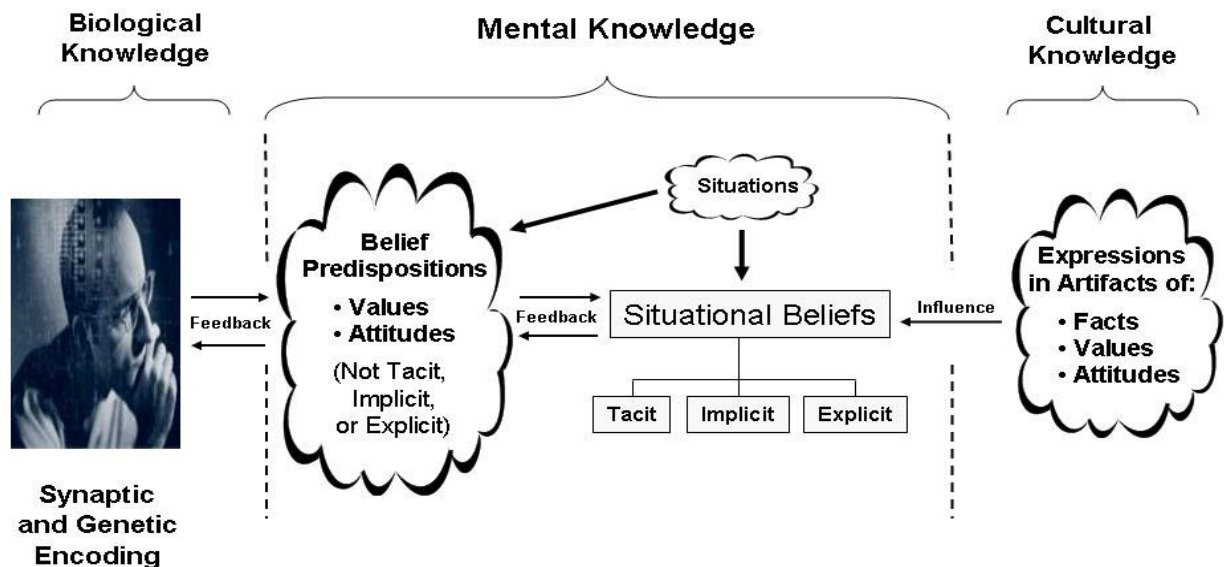 Biological
Knowledge
Mental Knowledge
Cultural
Knowledge
Situations
Belief
Predispositions
• Values
• Attitudes
(Not Tacit,
Implicit,
or Explicit)
Feedback
Feedback
Situational Beliefs
Tacit
Implicit
Explicit
Influence
Expressions
in Artifacts of:
• Facts
• Values
• Attitudes
Synaptic
and Genetic
Encoding